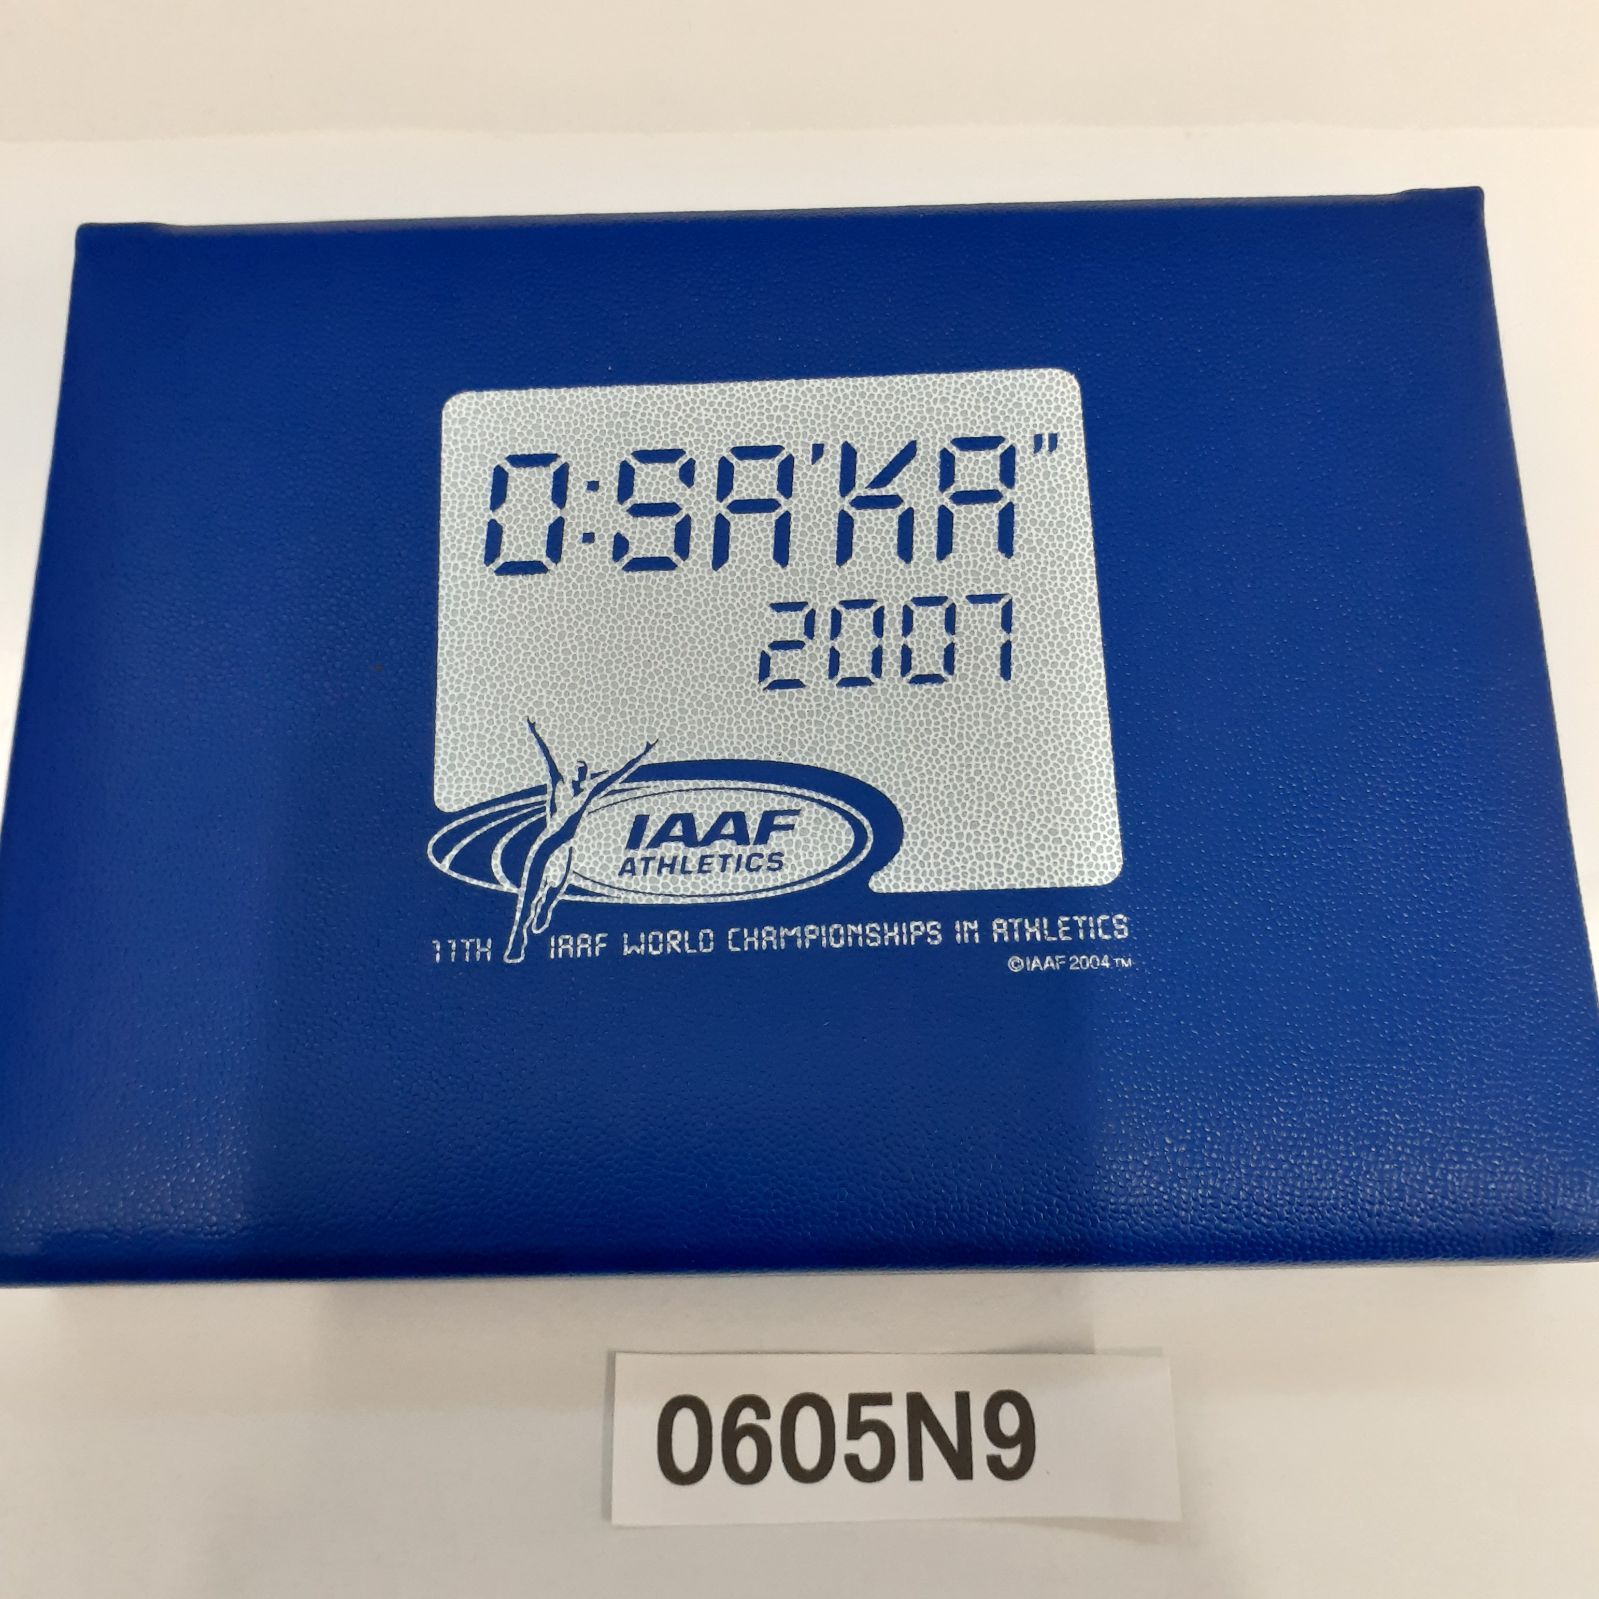 O:SA'KA"
2007
IAAF
ATHLETICS
11TH IAAF WORLD CHAMPIONSHIPS IN ATHLETICS
©IAAF 2004 TM
0605N9